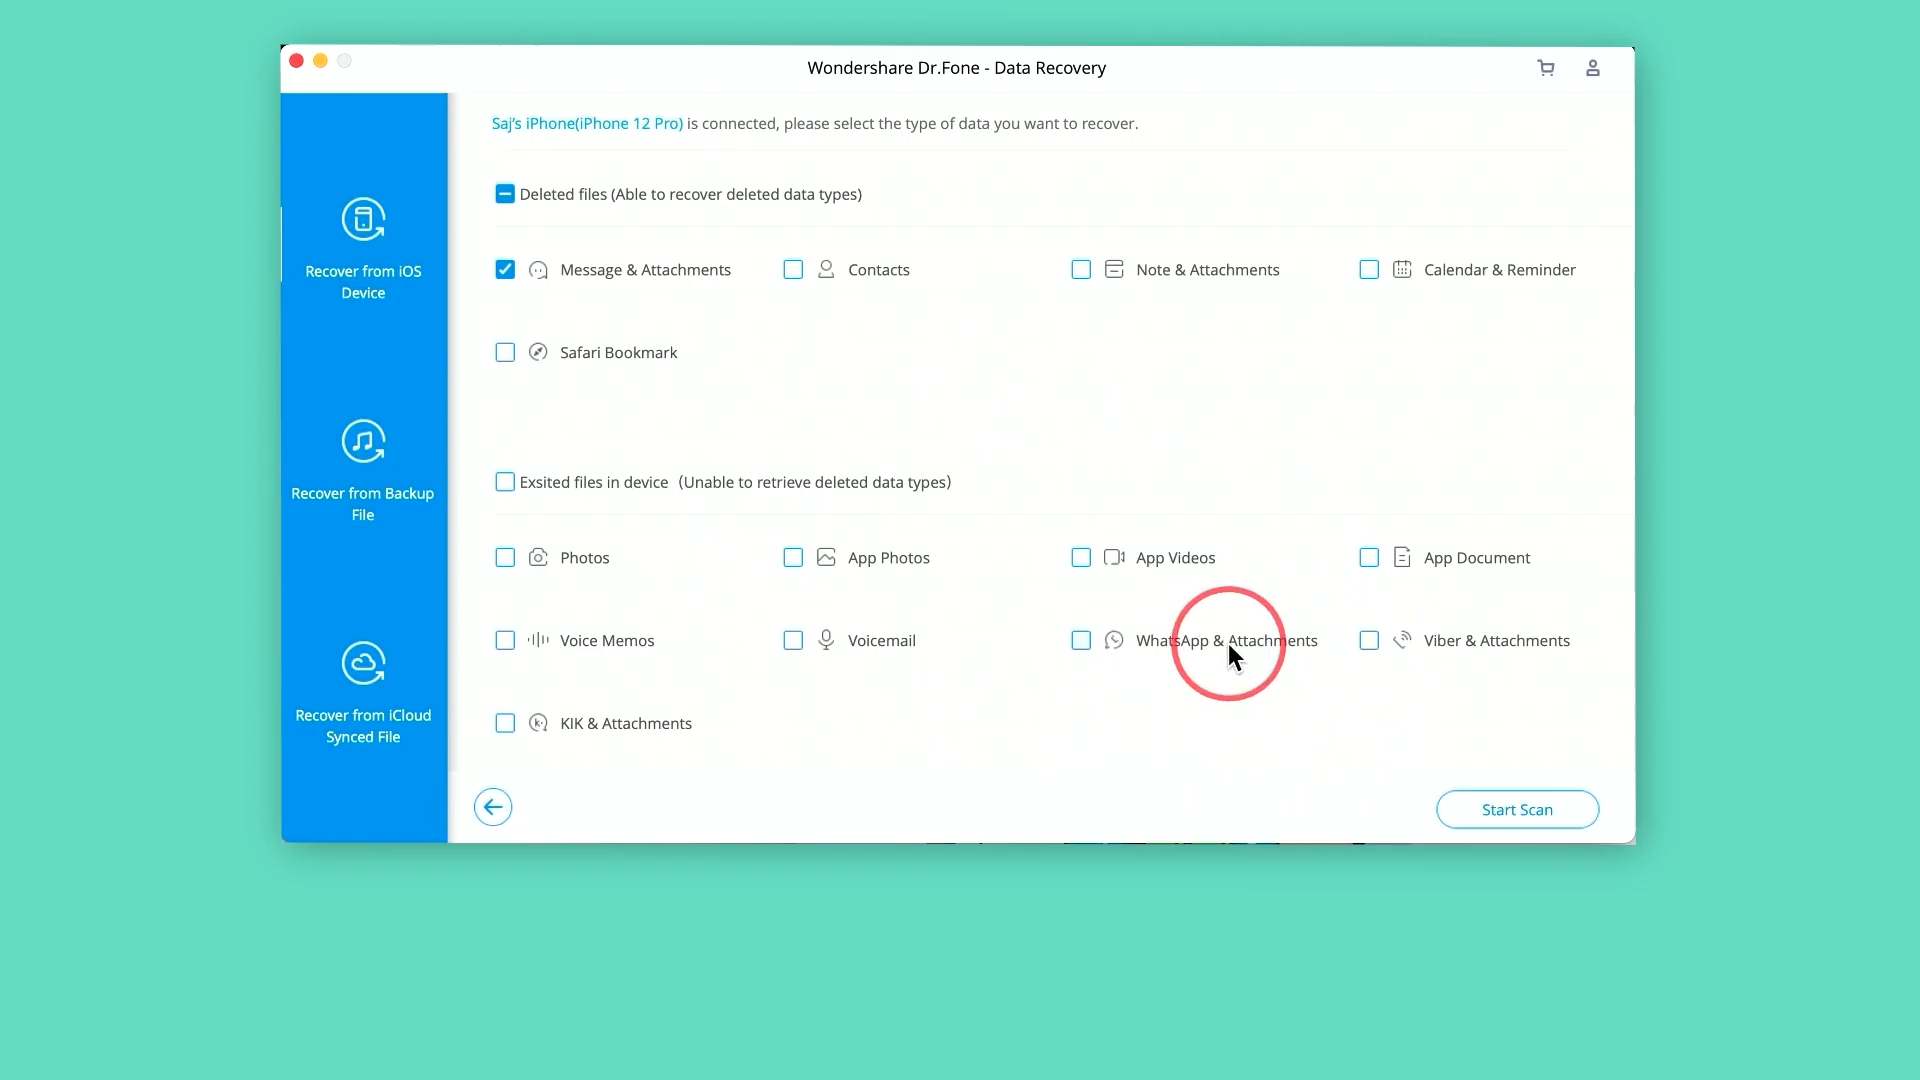 Wondershare Dr.Fone - Data Recovery
Saj's iPhone(iPhone 12 Pro) is connected, please select the type of data you want to recover.
Deleted files (Able to recover deleted data types)
Message & Attachments
Contacts
Note & Attachments
Calendar & Reminder
Safari Bookmark
Exsited files in device (Unable to retrieve deleted data types)
Photos
App Photos
App Videos
App Document
Voice Memos
Voicemail
WhatsApp & Attachments
Viber & Attachments
KIK & Attachments
Start Scan
Recover from iOS
Device
Recover from Backup
File
Recover from iCloud
Synced File